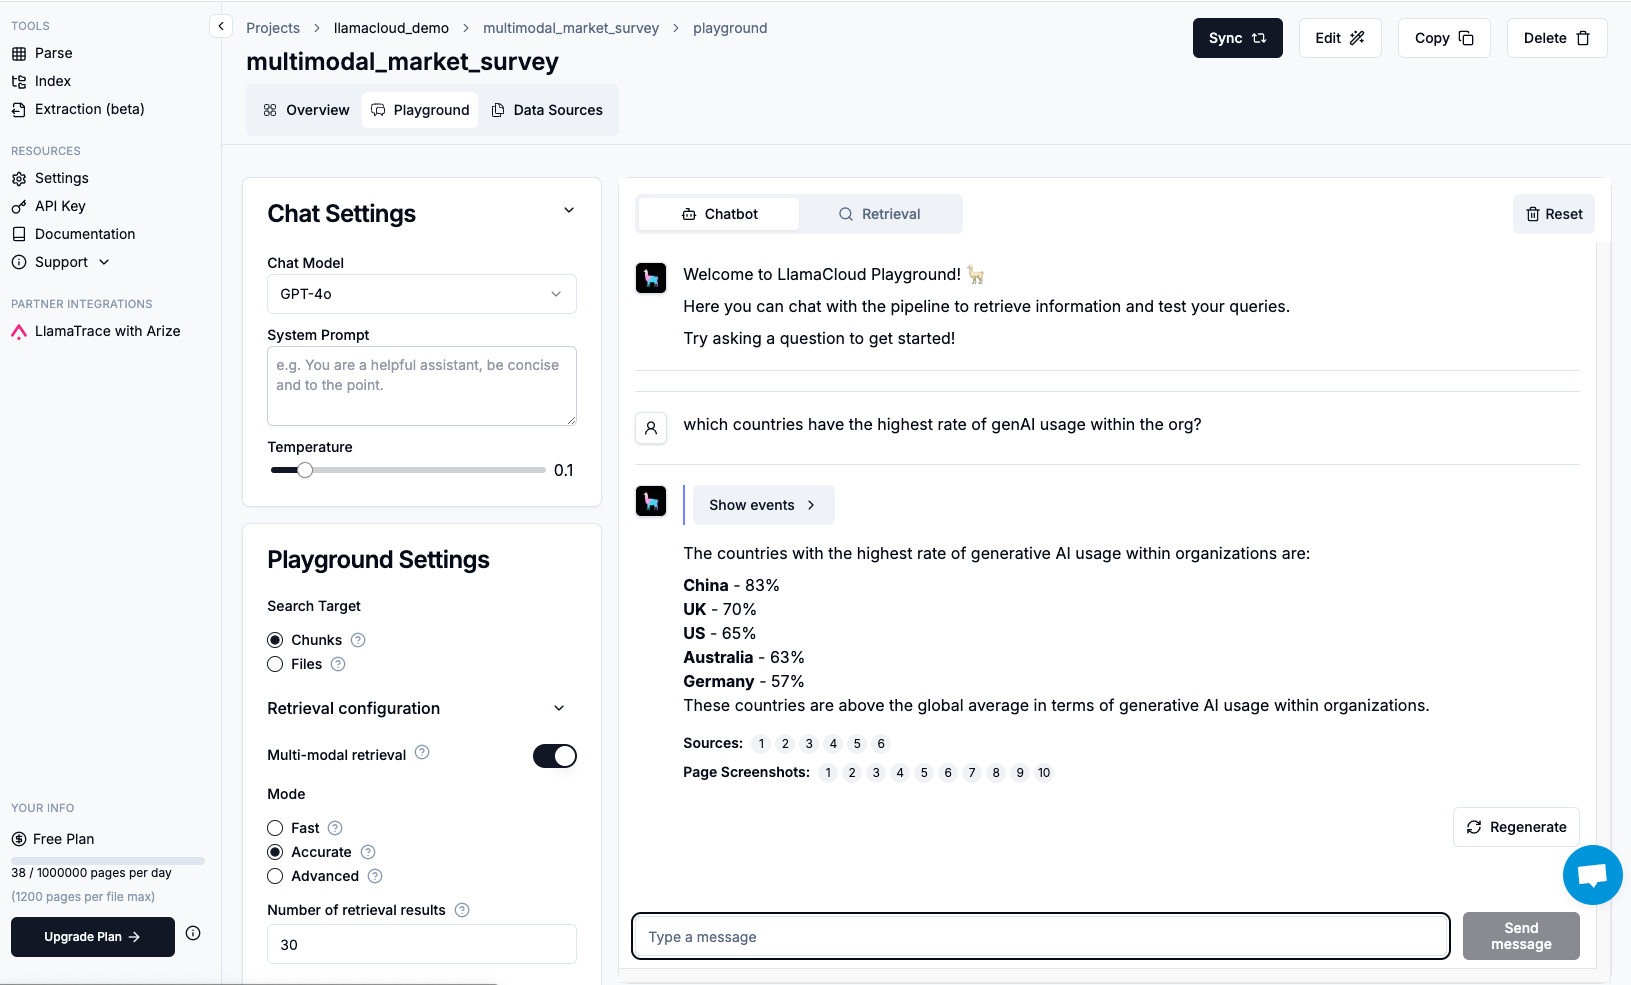 TOOLS
Parse
Index
Extraction (beta)
RESOURCES
Settings
API Key
Documentation
Support
PARTNER INTEGRATIONS
LlamaTrace with Arize
YOUR INFO
Free Plan
38 / 1000000 pages per day
(1200 pages per file max)
Upgrade Plan →
Projects > llamacloud_demo > multimodal_market_survey > playground
multimodal_market_survey
Sync
Edit
Copy
Delete
Overview
Playground
Data Sources
Chat Settings
Chat Model
GPT-4o
System Prompt
e.g. You are a helpful assistant, be concise
and to the point.
Temperature
0.1
Playground Settings
Search Target
Chunks
Files
Retrieval configuration
Multi-modal retrieval
Mode
Fast
Accurate
Advanced
Number of retrieval results
30
Chatbot
Retrieval
Reset
Welcome to LlamaCloud Playground! 🦙
Here you can chat with the pipeline to retrieve information and test your queries.
Try asking a question to get started!
which countries have the highest rate of genAI usage within the org?
Show events
The countries with the highest rate of generative AI usage within organizations are:
China - 83%
UK - 70%
US - 65%
Australia - 63%
Germany - 57%
These countries are above the global average in terms of generative AI usage within organizations.
Sources: 1 2 3 4 5 6
Page Screenshots: 1 2 3 4 5 6 7 8 9 10
Regenerate
Type a message
Send
message